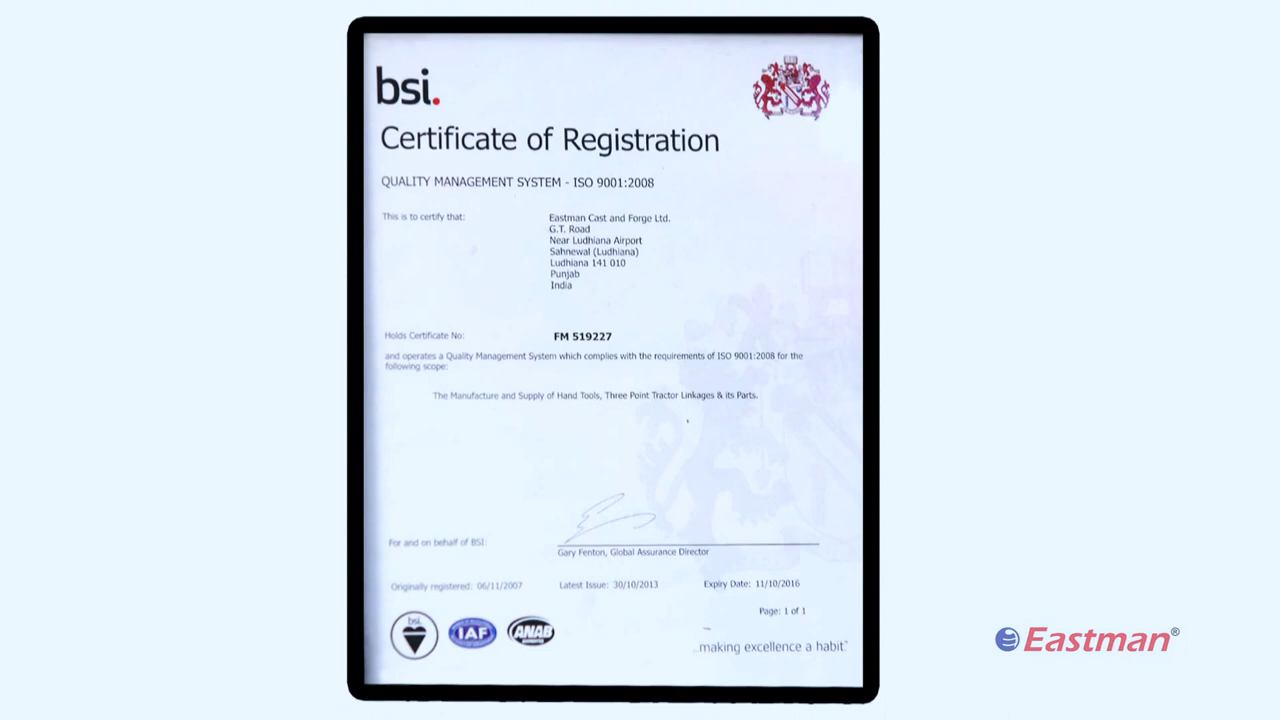 bsi.
Certificate of Registration
QUALITY MANAGEMENT SYSTEM - ISO 9001:2008
This is to certify that:
Eastman Cast and Forge Ltd.
G.T. Road
Near Ludhiana Airport
Sahnewal (Ludhiana)
Ludhiana 141 010
Punjab
India
Holds Certificate No:
FM 519227
and operates a Quality Management System which complies with the requirements of ISO 9001:2008 for the
following scope:
The Manufacture and Supply of Hand Tools, Three Point Tractor Linkages & its Parts.
For and on behalf of BSI:
Gary Fenton, Global Assurance Director
Originally registered: 06/11/2007 Latest Issue: 30/10/2013 Expiry Date: 11/10/2016
Page: 1 of 1
bsi. IAF ANAB
...making excellence a habit.™
Eastman®